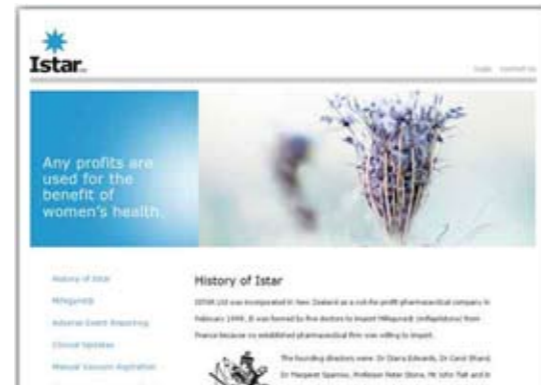 Istar
login contact us
Any profits are
used for the
benefit of
women's health.
History of Istar
Mifegyne®
Adverse Event Reporting
Clinical Updates
Manual Vacuum Aspiration
History of Istar
ISTAR Ltd was incorporated in New Zealand as a not-for-profit pharmaceutical company in
February 1999. It was formed by five doctors to import Mifegyne® (mifepristone) from
France because no established pharmaceutical firm was willing to import.
The founding directors were: Dr Diana Edwards, Dr Carol Shand,
Dr Margaret Sparrow, Professor Peter Stone, Mr John Tait and in